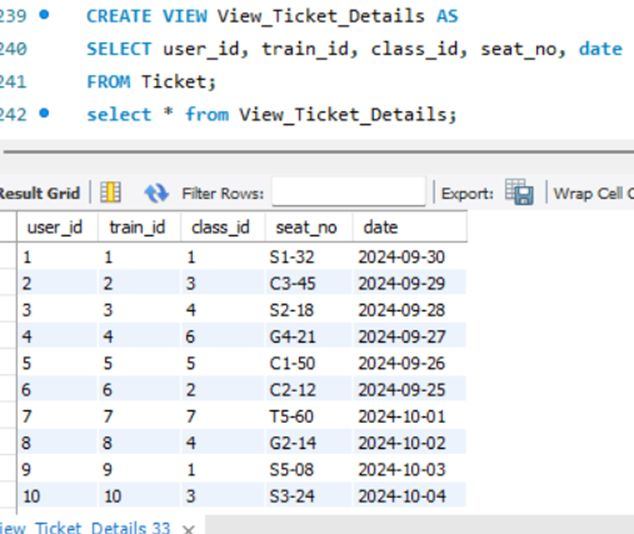 239 CREATE VIEW View_Ticket_Details AS
240 SELECT user_id, train_id, class_id, seat_no, date
241 FROM Ticket;
242 select * from View_Ticket_Details;
Result Grid Filter Rows: Export: Wrap Cell C
user_id train_id class_id seat_no date
1 1 1 S1-32 2024-09-30
2 2 3 C3-45 2024-09-29
3 3 4 S2-18 2024-09-28
4 4 6 G4-21 2024-09-27
5 5 5 C1-50 2024-09-26
6 6 2 C2-12 2024-09-25
7 7 7 T5-60 2024-10-01
8 8 4 G2-14 2024-10-02
9 9 1 S5-08 2024-10-03
10 10 3 S3-24 2024-10-04
iew_Ticket_Details 33